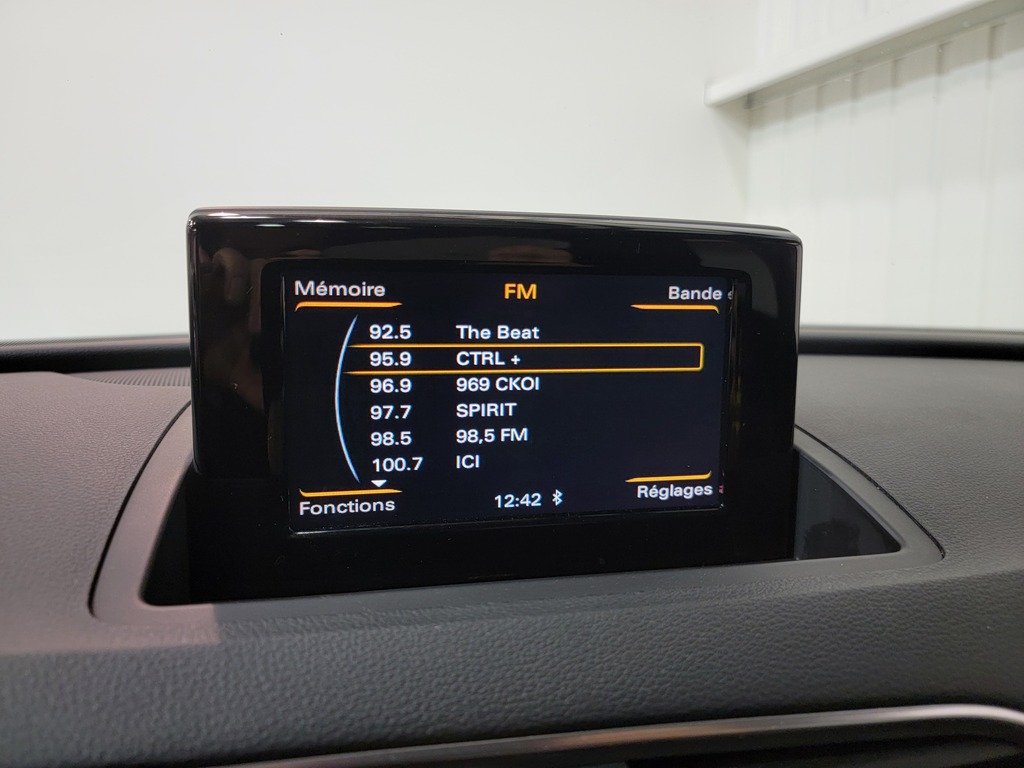 Mémoire FM Bande
92.5 The Beat
95.9 CTRL +
96.9 969 CKOI
97.7 SPIRIT
98.5 98,5 FM
100.7 ICI
Fonctions 12:42 Réglages